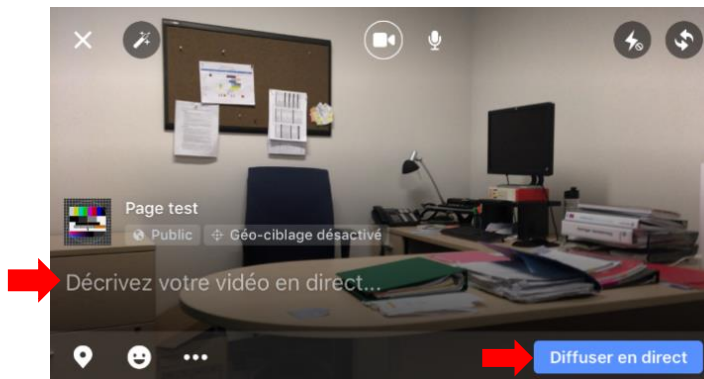 Page test
Public
Géo-ciblage désactivé
Décrivez votre vidéo en direct...
Diffuser en direct